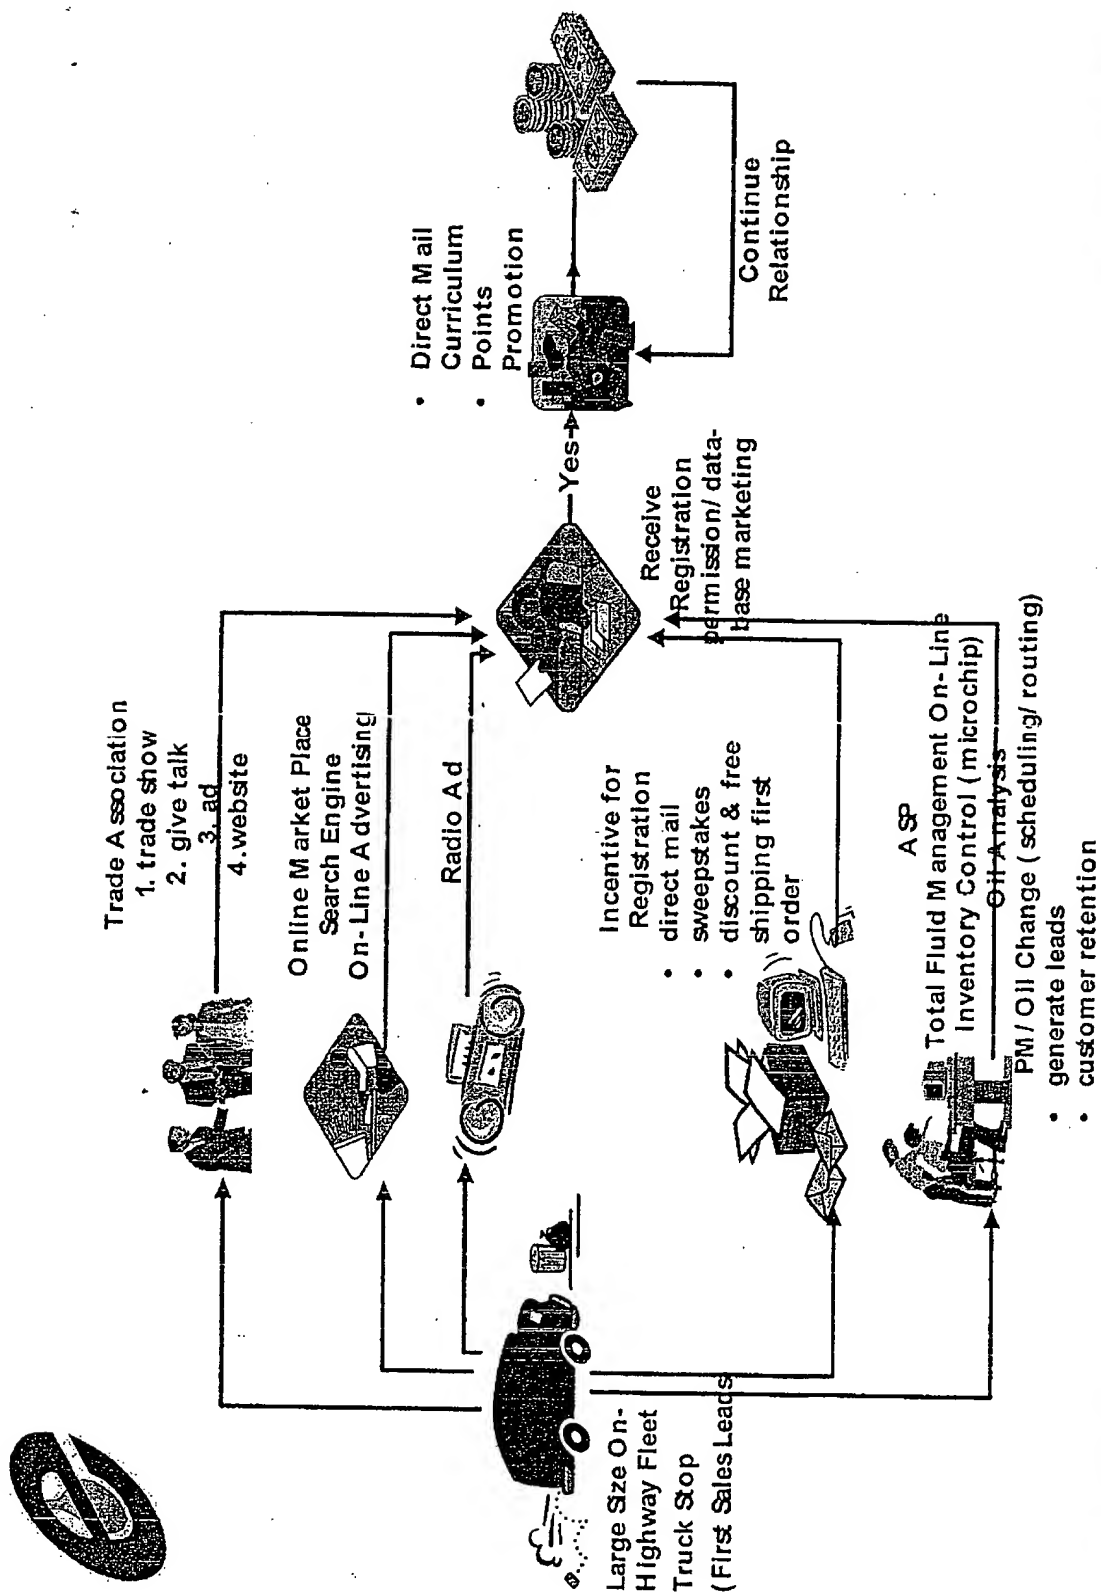 Trade Association
1. trade show
2. give talk
3. ad
4.website
Online Market Place
Search Engine
On-Line Advertising
Radio Ad
Incentive for
Registration
• direct mail
• sweepstakes
• discount & free
shipping first
order
ASP
Total Fluid Management On-Line
Inventory Control (microchip)
Oil Analysis
PM/Oil Change (scheduling/routing)
• generate leads
• customer retention
Large Size On-
Highway Fleet
Truck Stop
(First Sales Leads
Receive
Registration
permission/data-
base marketing
Yes
• Direct Mail
Curriculum
• Points
Promotion
Continue
Relationship